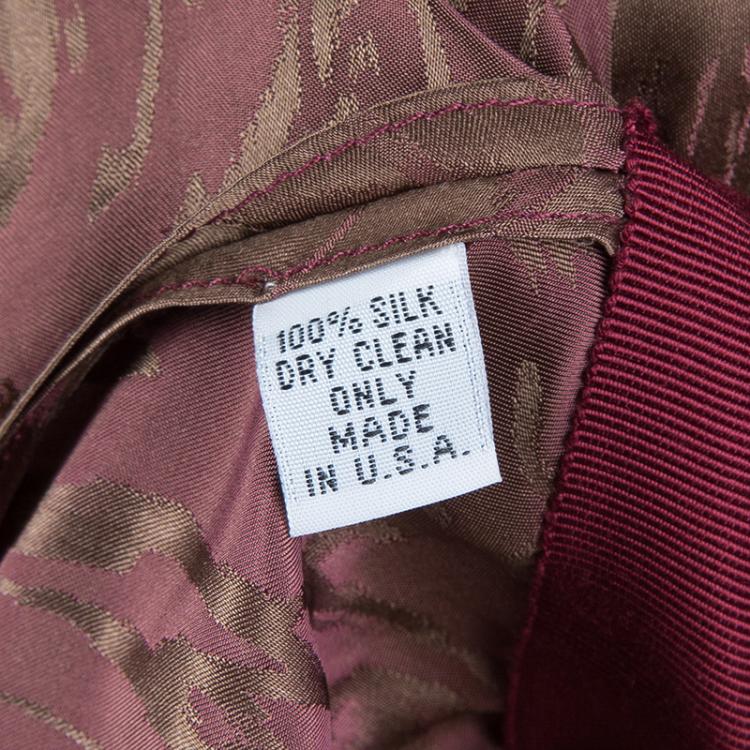 100% SILK
DRY CLEAN
ONLY
MADE
IN U.S.A.